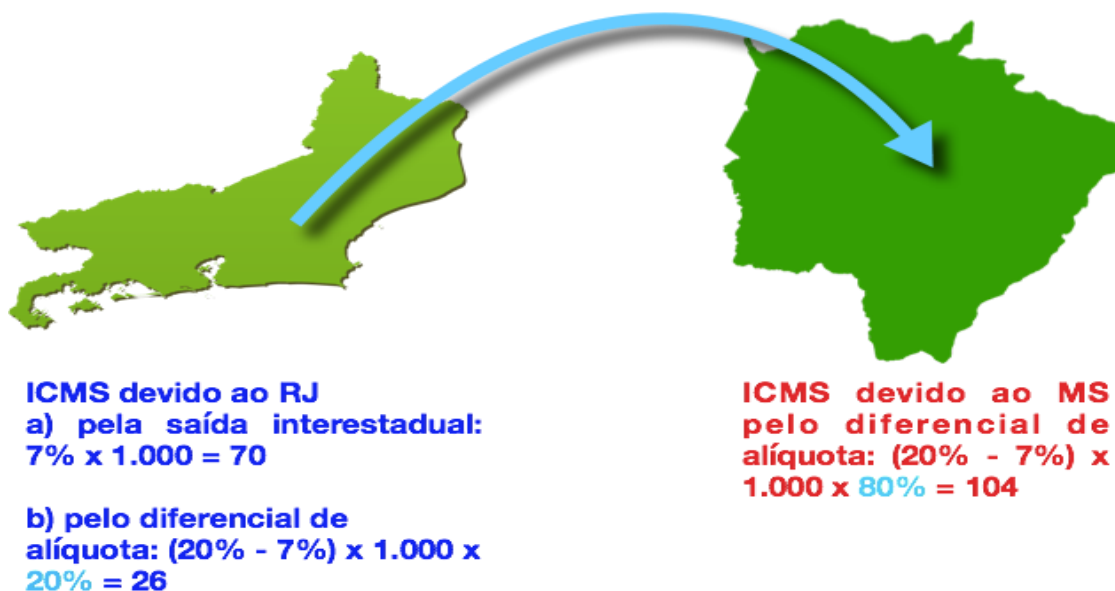 ICMS devido ao RJ
a) pela saída interestadual:
7% x 1.000 = 70
b) pelo diferencial de
alíquota: (20% - 7%) x 1.000 x
20% = 26
ICMS devido ao MS
pelo diferencial de
alíquota: (20% - 7%) x
1.000 x 80% = 104